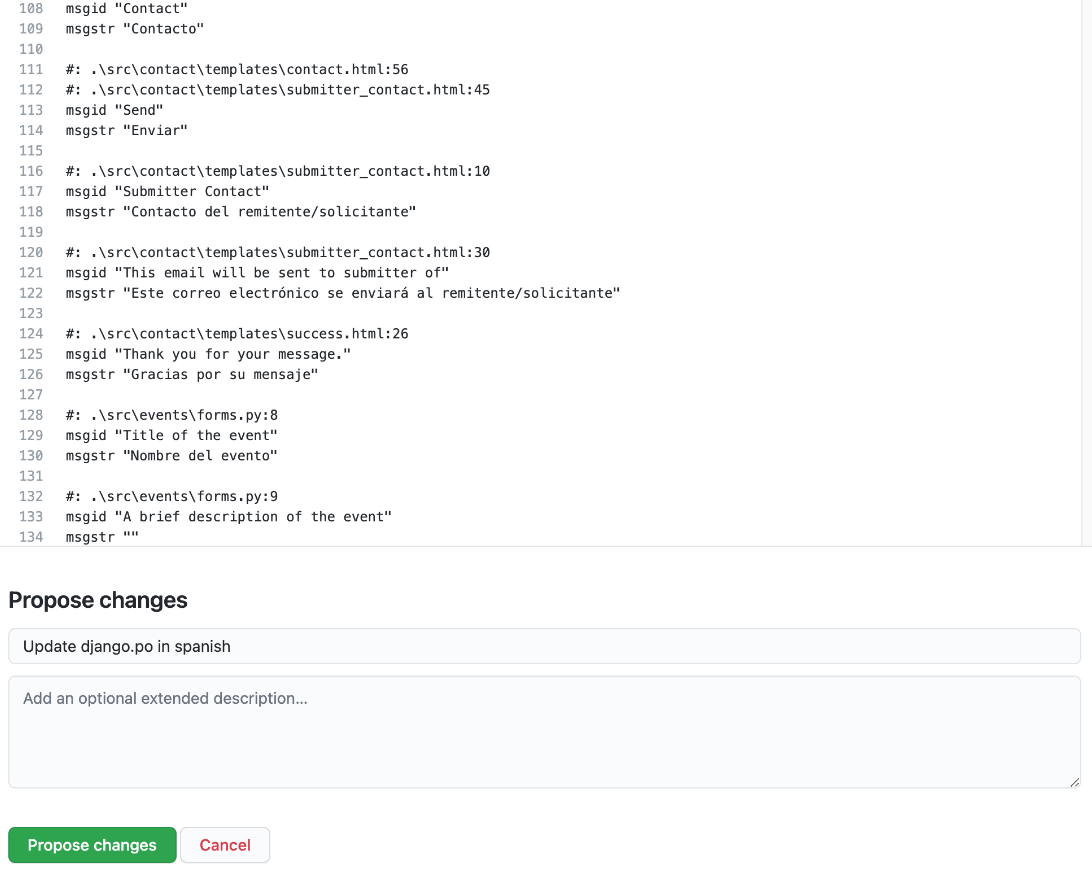 108 msgid "Contact"
109 msgstr "Contacto"
110
111 #: .\src\contact\templates\contact.html:56
112 #: .\src\contact\templates\submitter_contact.html:45
113 msgid "Send"
114 msgstr "Enviar"
115
116 #: .\src\contact\templates\submitter_contact.html:10
117 msgid "Submitter Contact"
118 msgstr "Contacto del remitente/solicitante"
119
120 #: .\src\contact\templates\submitter_contact.html:30
121 msgid "This email will be sent to submitter of"
122 msgstr "Este correo electrónico se enviará al remitente/solicitante"
123
124 #: .\src\contact\templates\success.html:26
125 msgid "Thank you for your message."
126 msgstr "Gracias por su mensaje"
127
128 #: .\src\events\forms.py:8
129 msgid "Title of the event"
130 msgstr "Nombre del evento"
131
132 #: .\src\events\forms.py:9
133 msgid "A brief description of the event"
134 msgstr ""
Propose changes
Update django.po in spanish
Add an optional extended description...
Propose changes Cancel